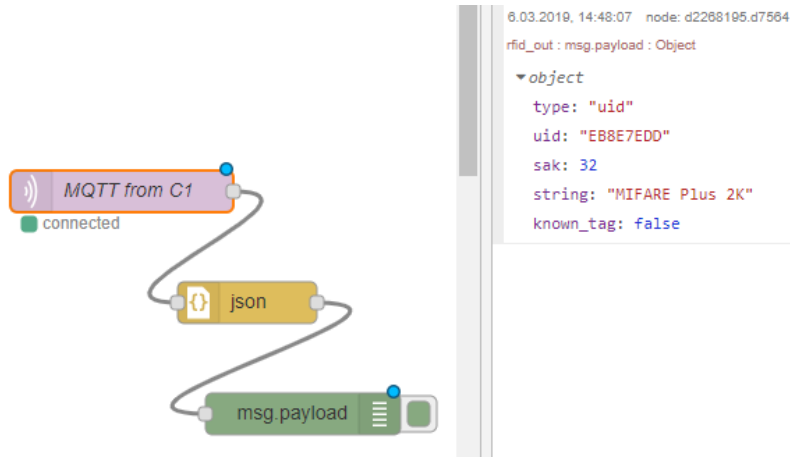 6.03.2019, 14:48:07 node: d2268195.d7564
rfid_out : msg.payload : Object
object
type: "uid"
uid: "EB8E7EDD"
sak: 32
string: "MIFARE Plus 2K"
known_tag: false
MQTT from C1
connected
{} json
msg.payload